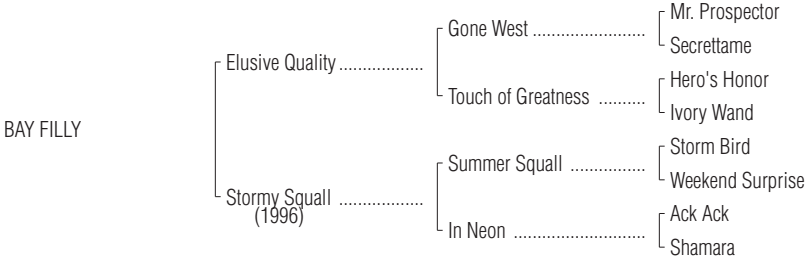 Mr. Prospector
Gone West ........................
Secrettame
Elusive Quality ..................
Hero's Honor
Touch of Greatness ..........
Ivory Wand
BAY FILLY
Storm Bird
Summer Squall ................
Weekend Surprise
Stormy Squall ..................
(1996)
Ack Ack
In Neon ............................
Shamara